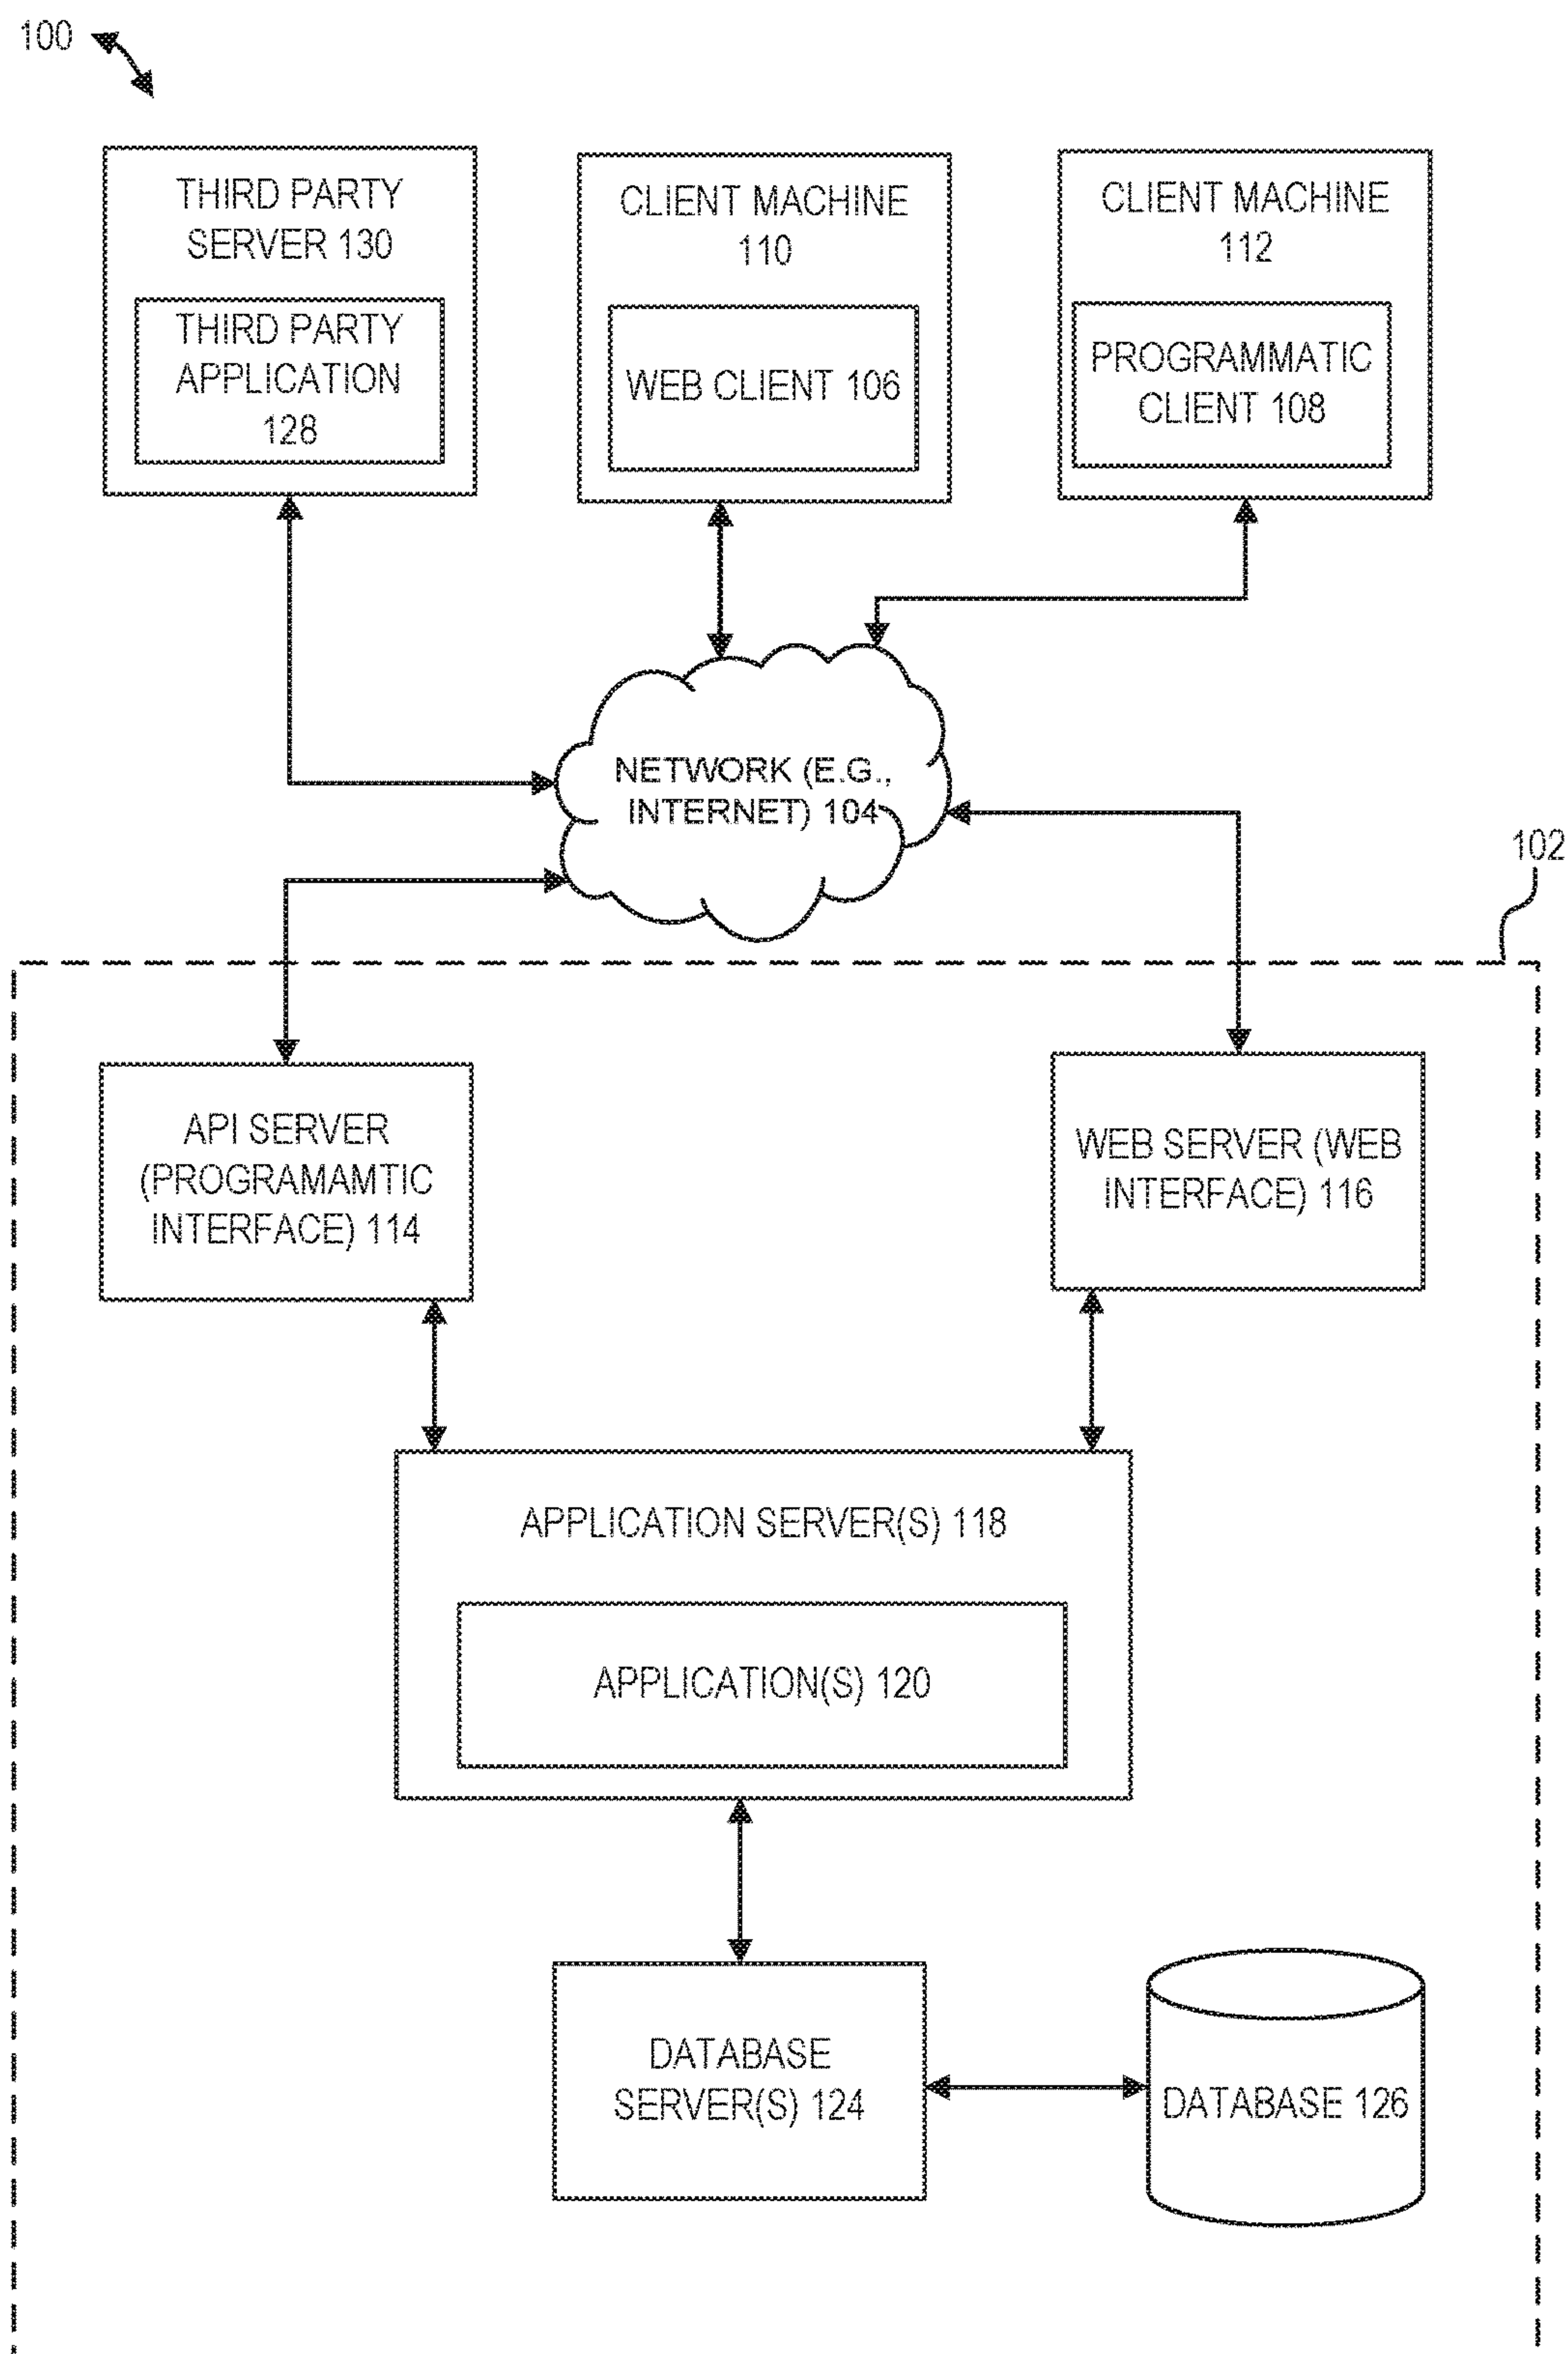 100
THIRD PARTY
SERVER 130
THIRD PARTY
APPLICATION
128
CLIENT MACHINE
110
WEB CLIENT 106
CLIENT MACHINE
112
PROGRAMMATIC
CLIENT 108
NETWORK (E.G.,
INTERNET) 104
102
API SERVER
(PROGRAMAMTIC
INTERFACE) 114
WEB SERVER (WEB
INTERFACE) 116
APPLICATION SERVER(S) 118
APPLICATION(S) 120
DATABASE
SERVER(S) 124
DATABASE 126